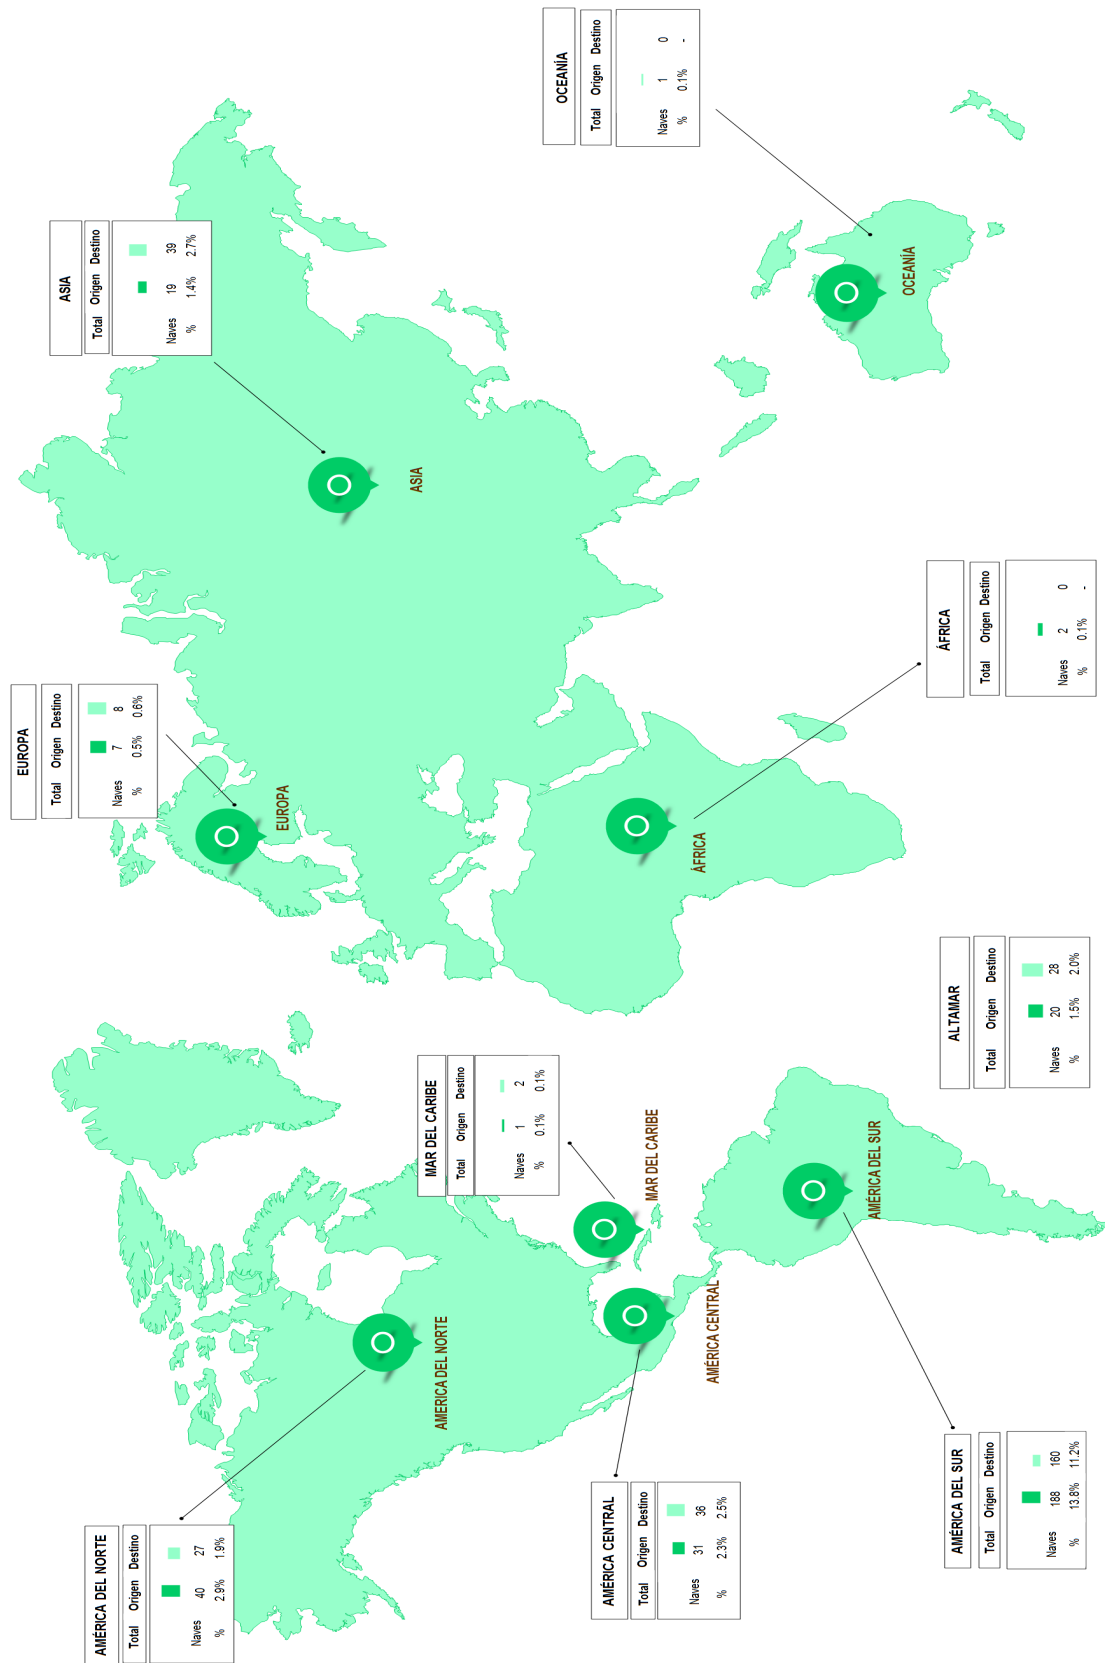 AMÉRICA DEL NORTE
Total Origen Destino
Naves 40 27
% 2.9% 1.9%
EUROPA
Total Origen Destino
Naves 7 8
% 0.5% 0.6%
ASIA
Total Origen Destino
Naves 19 39
% 1.4% 2.7%
OCEANÍA
Total Origen Destino
Naves 1 0
% 0.1% -
MAR DEL CARIBE
Total Origen Destino
Naves 1 2
% 0.1% 0.1%
AMÉRICA CENTRAL
Total Origen Destino
Naves 31 36
% 2.3% 2.5%
AMÉRICA DEL SUR
Total Origen Destino
Naves 188 160
% 13.8% 11.2%
ALTAMAR
Total Origen Destino
Naves 20 28
% 1.5% 2.0%
ÁFRICA
Total Origen Destino
Naves 2 0
% 0.1% -
EUROPA
ASIA
AMÉRICA DEL NORTE
MAR DEL CARIBE
AMÉRICA CENTRAL
ÁFRICA
AMÉRICA DEL SUR
OCEANÍA